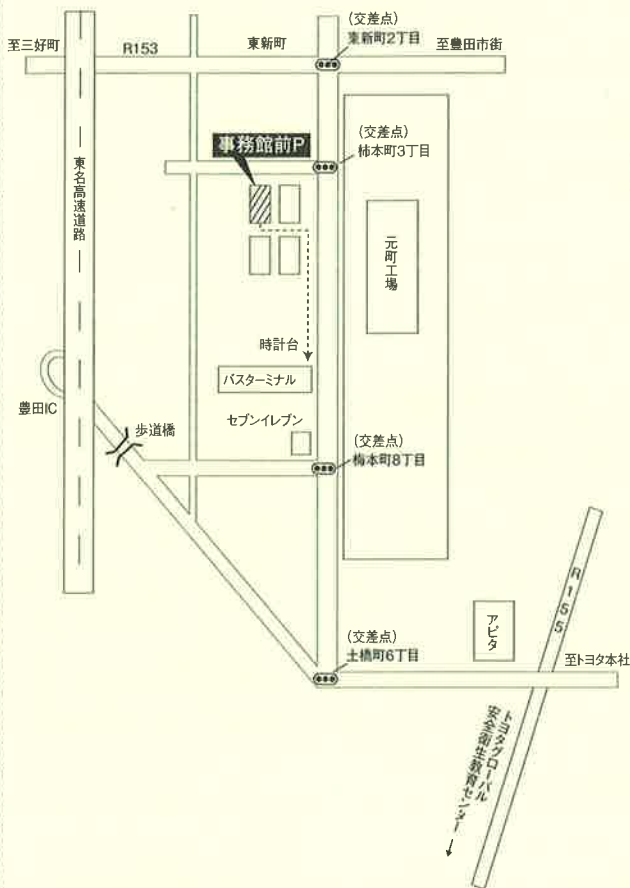 (交差点)
東新町2丁目
至三好町
R153
東新町
至豊田市街
事務館前P
(交差点)
柿本町3丁目
東名高速道路
元町工場
時計台
バスターミナル
豊田IC
セブンイレブン
歩道橋
(交差点)
梅本町8丁目
R155
アピタ
(交差点)
土橋町6丁目
至トヨタ本社
トヨタグローバル
安全衛生教育センター